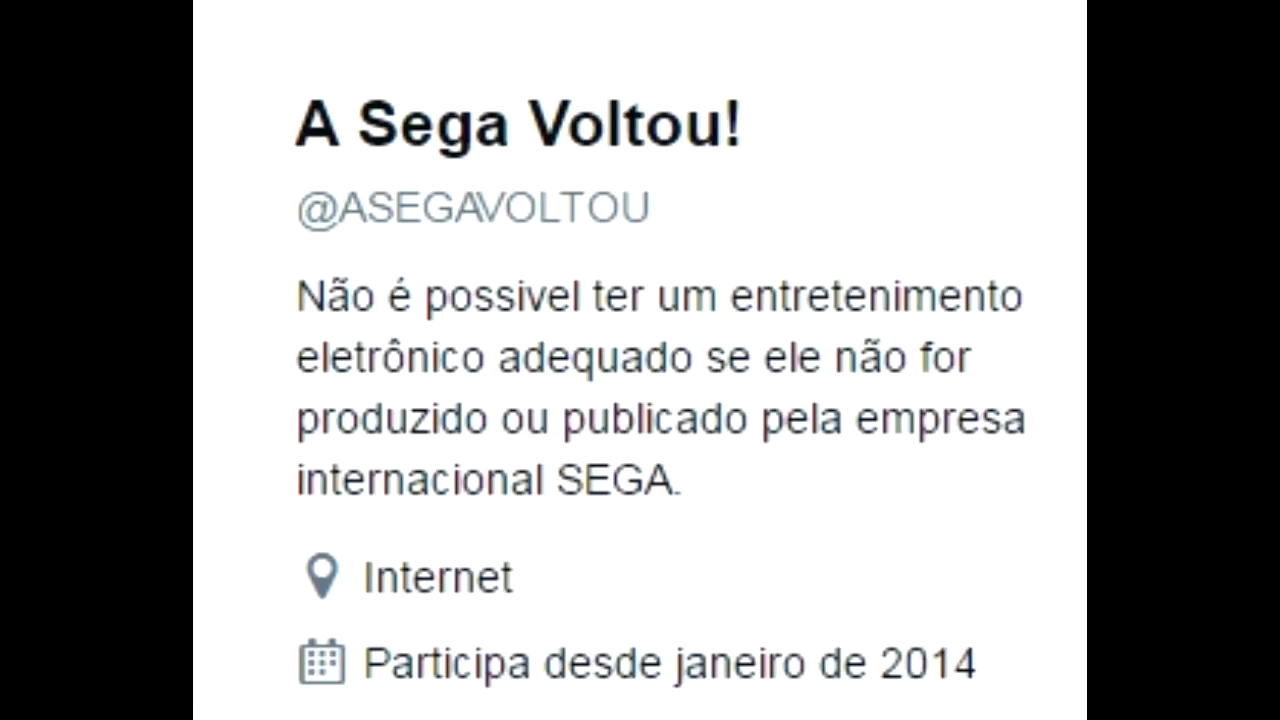 A Sega Voltou!
@ASEGAVOLTOU
Não é possivel ter um entretenimento
eletrônico adequado se ele não for
produzido ou publicado pela empresa
internacional SEGA.
Internet
Participa desde janeiro de 2014